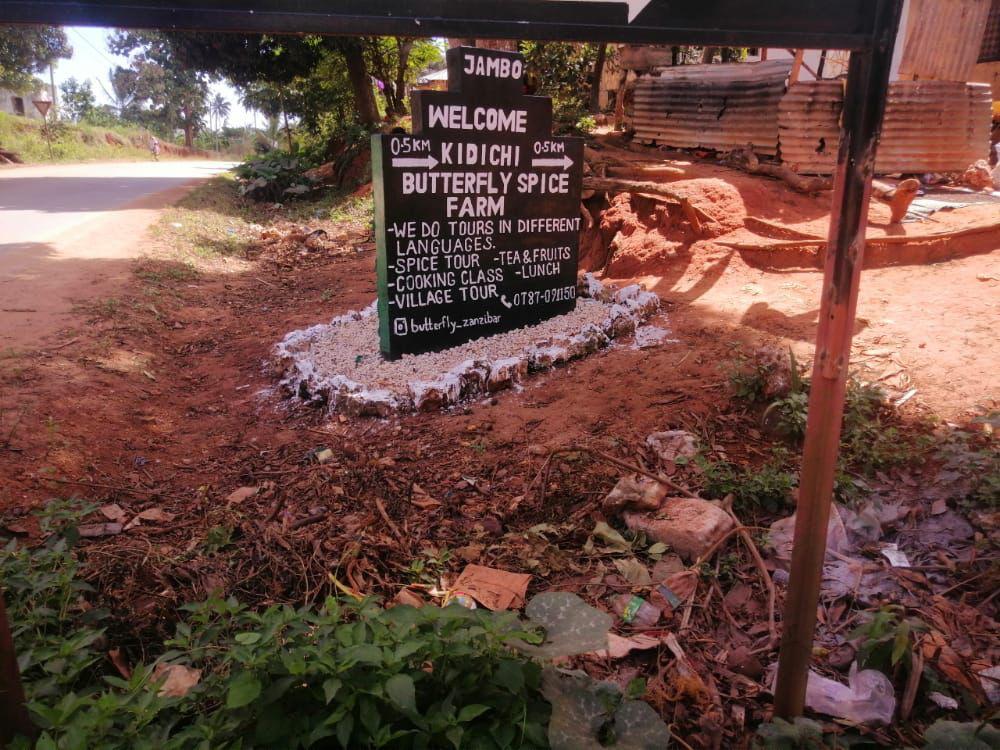 JAMBO
WELCOME
0.5KM 0.5KM
KIDICHI
BUTTERFLY SPICE
FARM
-WE DO TOURS IN DIFFERENT
LANGUAGES.
-SPICE TOUR -TEA & FRUITS
-COOKING CLASS -LUNCH
-VILLAGE TOUR 0787-091150
butterfly_zanzibar